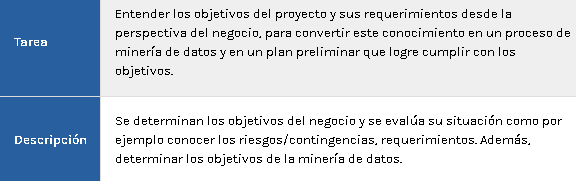 Tarea
Entender los objetivos del proyecto y sus requerimientos desde la
perspectiva del negocio, para convertir este conocimiento en un proceso de
minería de datos y en un plan preliminar que logre cumplir con los
objetivos.
Descripción
Se determinan los objetivos del negocio y se evalúa su situación como por
ejemplo conocer los riesgos/contingencias, requerimientos. Además,
determinar los objetivos de la minería de datos.